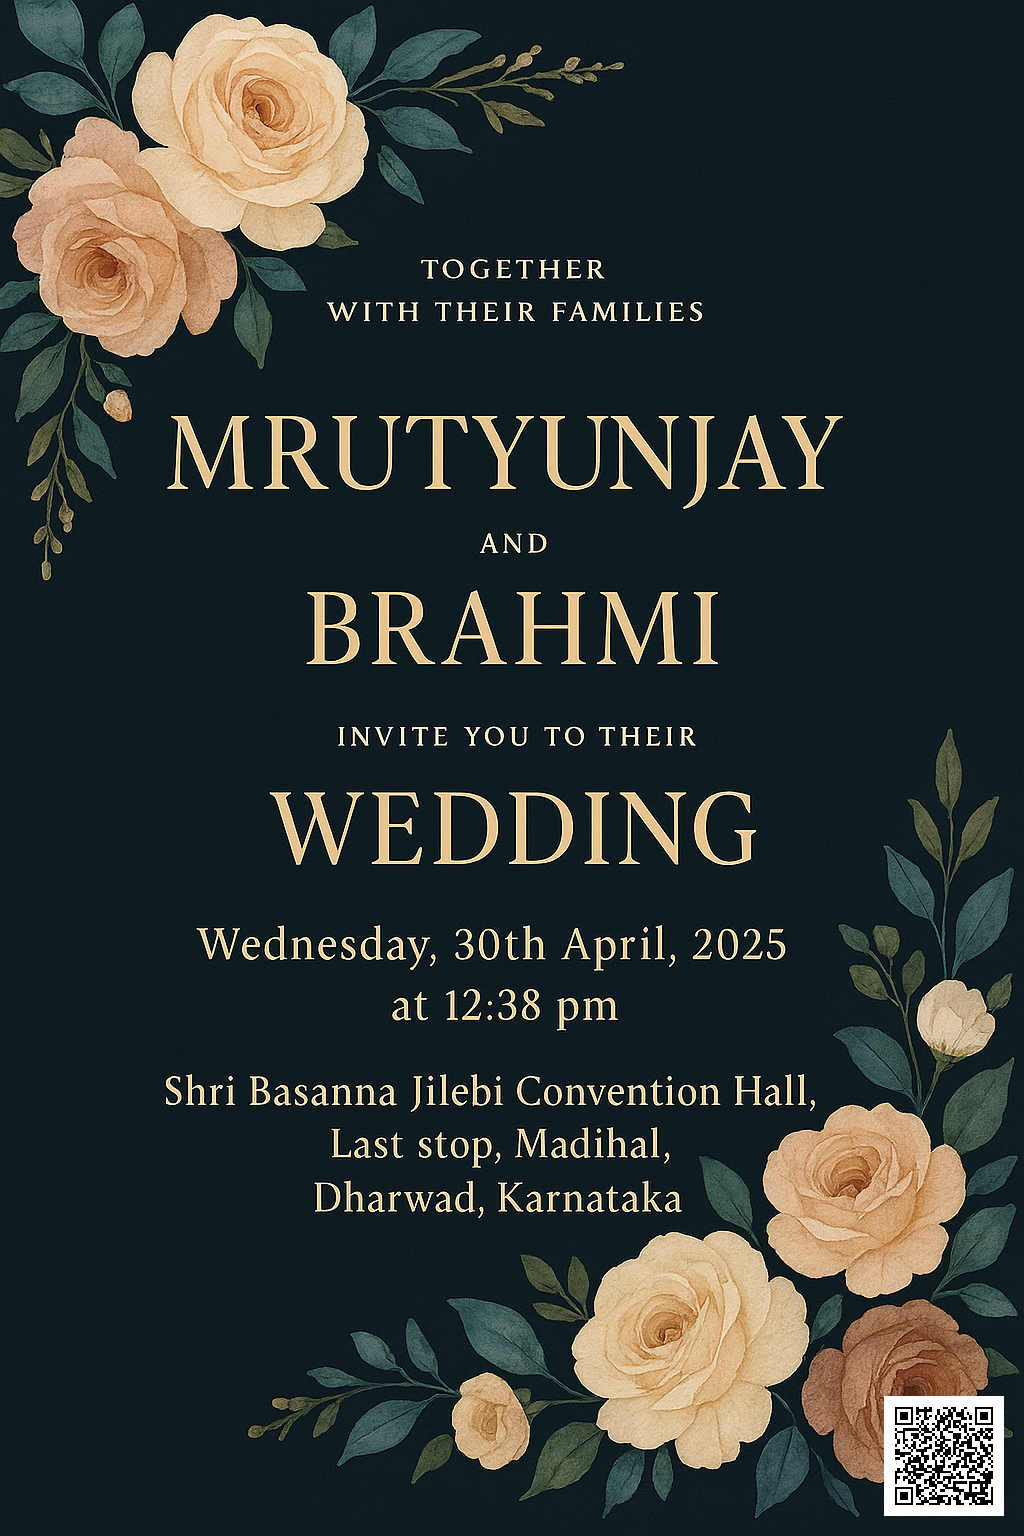 TOGETHER
WITH THEIR FAMILIES
MRUTYUNJAY
AND
BRAHMI
INVITE YOU TO THEIR
WEDDING
Wednesday, 30th April, 2025
at 12:38 pm
Shri Basanna Jilebi Convention Hall,
Last stop, Madihal,
Dharwad, Karnataka